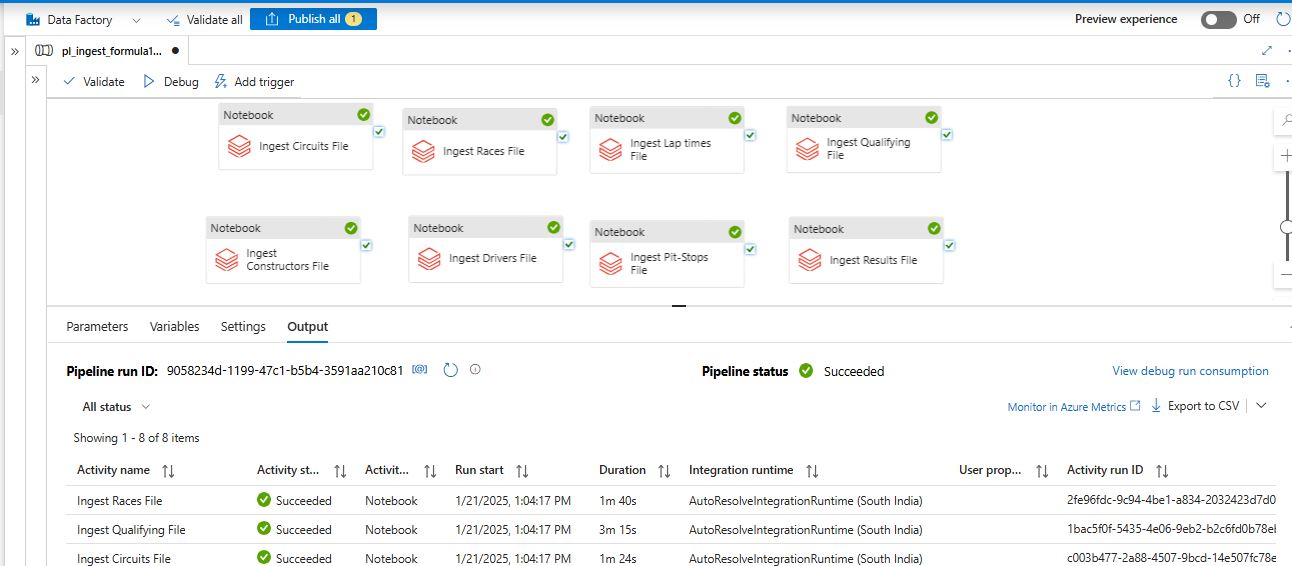 Data Factory
Validate all
Publish all 1
Preview experience Off
pl_ingest_formula1...
Validate Debug Add trigger
{}
Notebook Notebook Notebook Notebook
Ingest Circuits File
Ingest Races File
Ingest Lap times
File
Ingest Qualifying
File
Notebook Notebook Notebook Notebook
Ingest
Constructors File
Ingest Drivers File
Ingest Pit-Stops
File
Ingest Results File
Parameters Variables Settings Output
Pipeline run ID: 9058234d-1199-47c1-b5b4-3591aa210c81 Pipeline status Succeeded View debug run consumption
All status Monitor in Azure Metrics Export to CSV
Showing 1 - 8 of 8 items
Activity name Activity st... Activit... Run start Duration Integration runtime User prop... Activity run ID
Ingest Races File Succeeded Notebook 1/21/2025, 1:04:17 PM 1m 40s AutoResolveIntegrationRuntime (South India) 2fe96fdc-9c94-4be1-a834-2032423d7d0
Ingest Qualifying File Succeeded Notebook 1/21/2025, 1:04:17 PM 3m 15s AutoResolveIntegrationRuntime (South India) 1bac5f0f-5435-4e06-9eb2-b2c6fd0b78el
Ingest Circuits File Succeeded Notebook 1/21/2025, 1:04:17 PM 1m 24s AutoResolveIntegrationRuntime (South India) c003b477-2a88-4507-9bcd-14e507fc78e